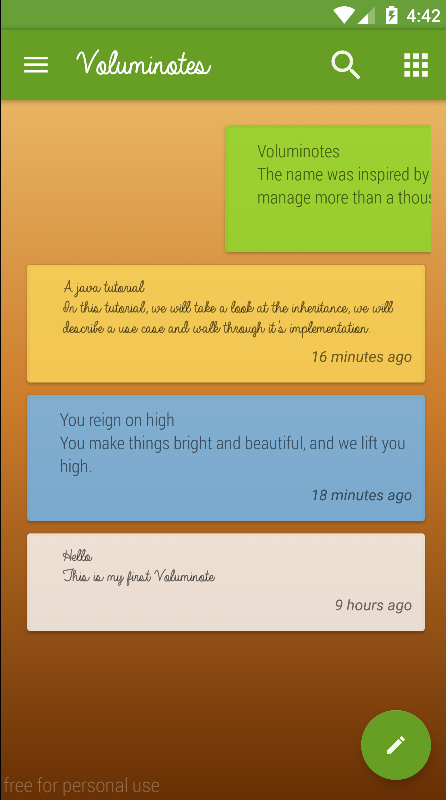 4:42
Voluminotes
Voluminotes
The name was inspired by
manage more than a thous
A java tutorial
In this tutorial, we will take a look at the inheritance, we will
describe a use case and walk through it's implementation.
16 minutes ago
You reign on high
You make things bright and beautiful, and we lift you
high.
18 minutes ago
Hello
This is my first Voluminote
9 hours ago
free for personal use